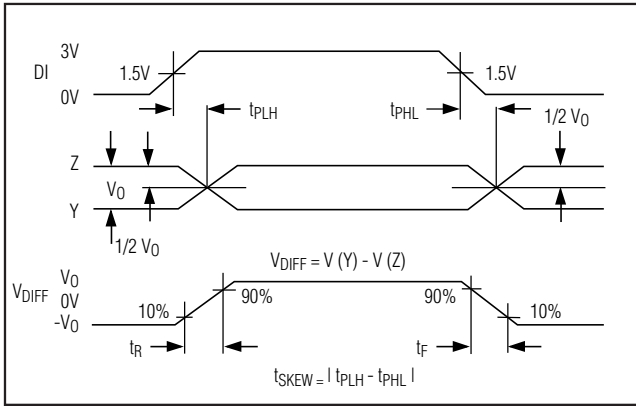 3V
DI
1.5V
1.5V
0V
tPLH
tPHL
1/2 VO
Z
VO
Y
1/2 VO
VDIFF = V (Y) - V (Z)
VO
VDIFF
0V
-VO
10%
90%
90%
10%
tR
tF
tSKEW = | tPLH - tPHL |